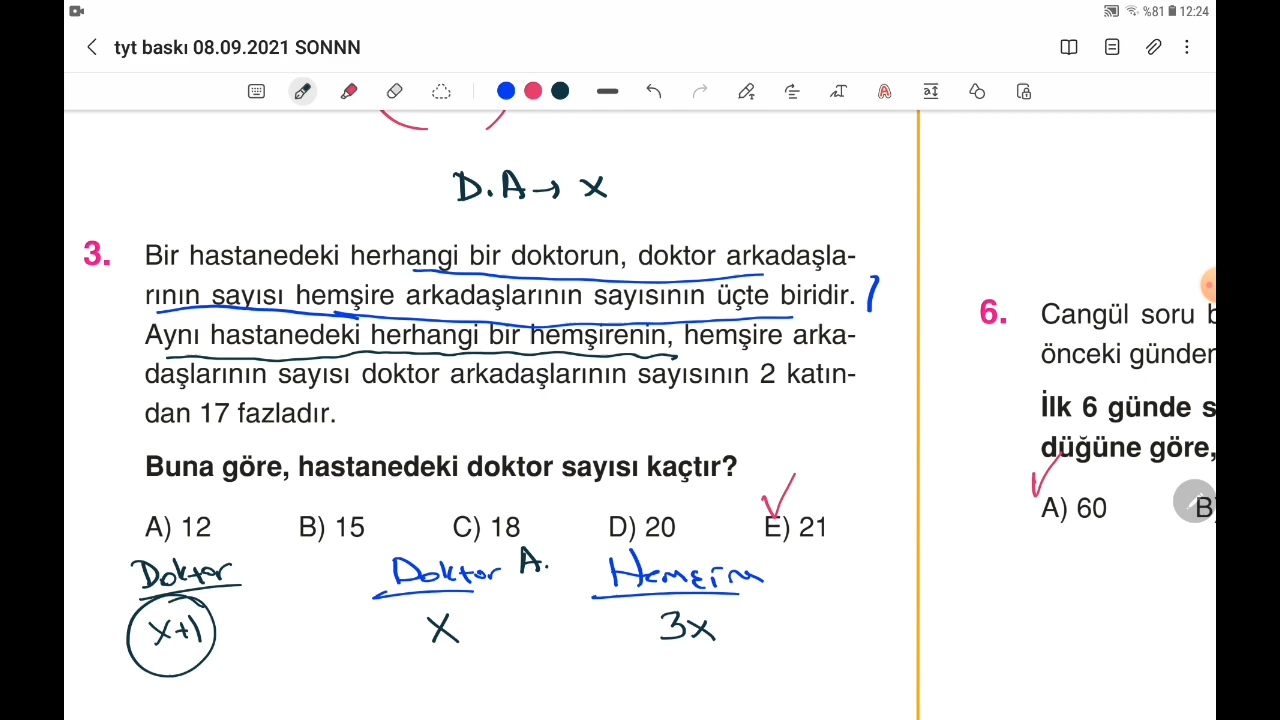 %81 12:24
tyt baskı 08.09.2021 SONNN
D.A→ x
3. Bir hastanedeki herhangi bir doktorun, doktor arkadaşla-
rının sayısı hemşire arkadaşlarının sayısının üçte biridir.
Aynı hastanedeki herhangi bir hemşirenin, hemşire arka-
daşlarının sayısı doktor arkadaşlarının sayısının 2 katın-
dan 17 fazladır.
Buna göre, hastanedeki doktor sayısı kaçtır?
A) 12 B) 15 C) 18 D) 20 E) 21
Doktor Doktor A. Hemşire
x+1 x 3x
6. Cangül soru b
önceki günden
İlk 6 günde s
düğüne göre,
A) 60 B)